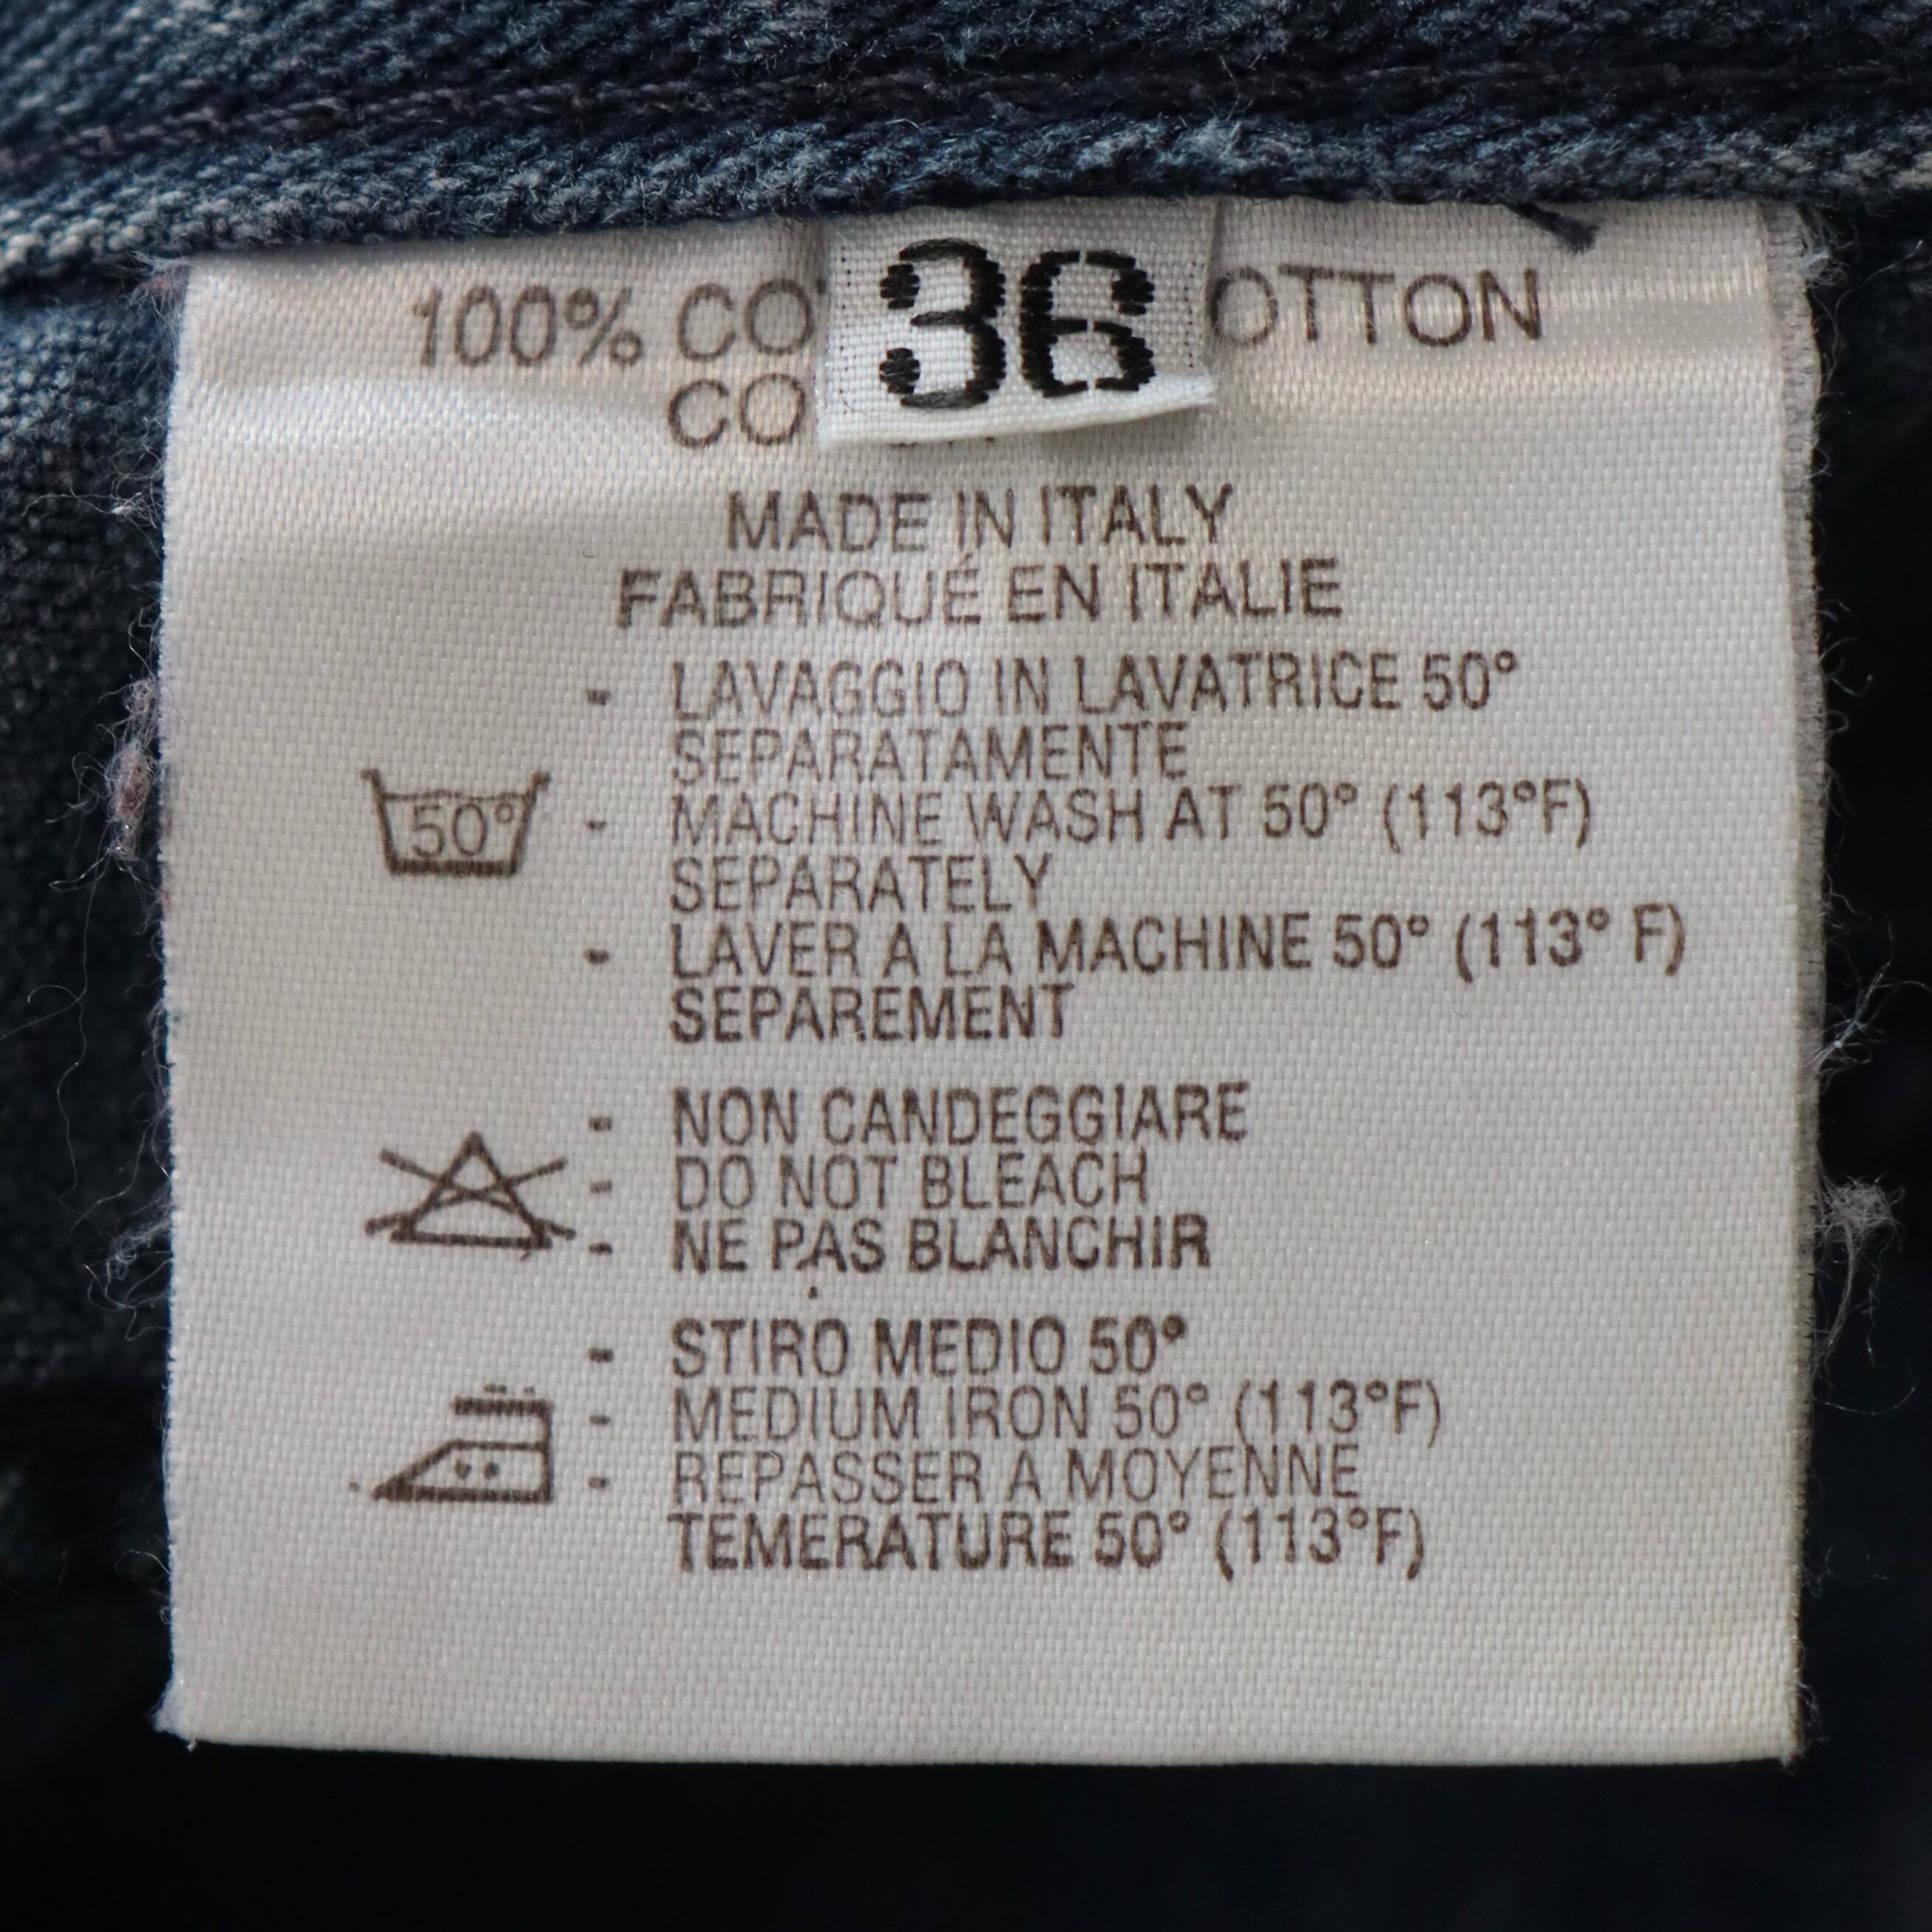 36
100% CO OTTON
CO
MADE IN ITALY
FABRIQUÉ EN ITALIE
- LAVAGGIO IN LAVATRICE 50°
SEPARATAMENTE
50°
- MACHINE WASH AT 50° (113°F)
SEPARATELY
- LAVER A LA MACHINE 50° (113° F)
SEPAREMENT
- NON CANDEGGIARE
- DO NOT BLEACH
- NE PAS BLANCHIR
- STIRO MEDIO 50°
- MEDIUM IRON 50° (113°F)
- REPASSER A MOYENNE
TEMERATURE 50° (113°F)